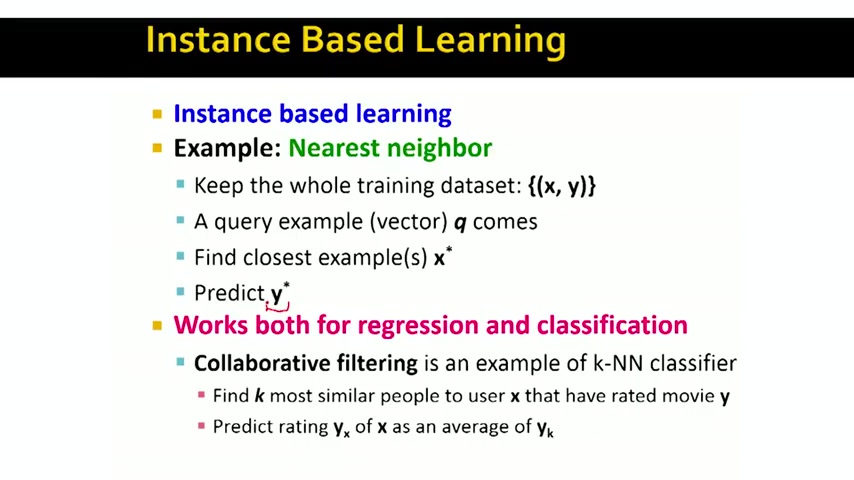 Instance Based Learning
Instance based learning
Example: Nearest neighbor
Keep the whole training dataset: {(x, y)}
A query example (vector) q comes
Find closest example(s) x*
Predict y*
Works both for regression and classification
Collaborative filtering is an example of k-NN classifier
Find k most similar people to user x that have rated movie y
Predict rating yₓ of x as an average of yₖ